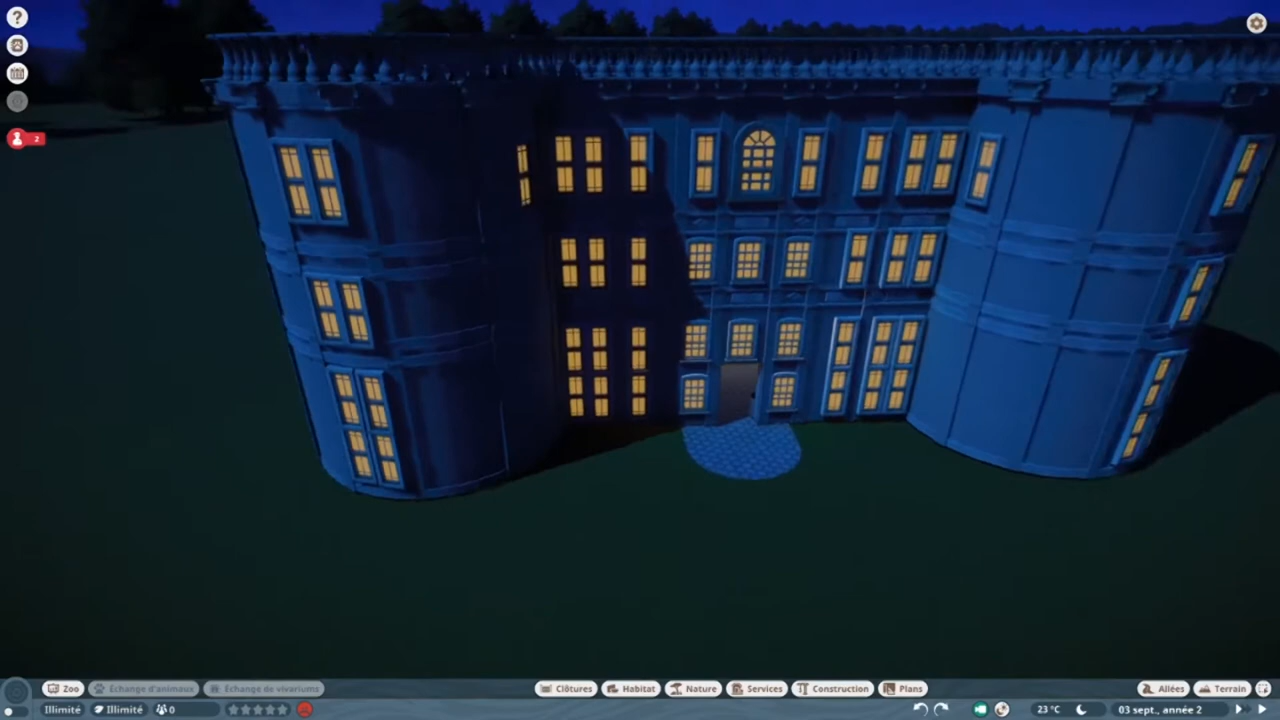 ?
2
Zoo Échange d'animaux Échange de vivariums Clôtures Habitat Nature Services Construction Plans Allées Terrain
Illimité Illimité 0 23 °C 03 sept., année 2